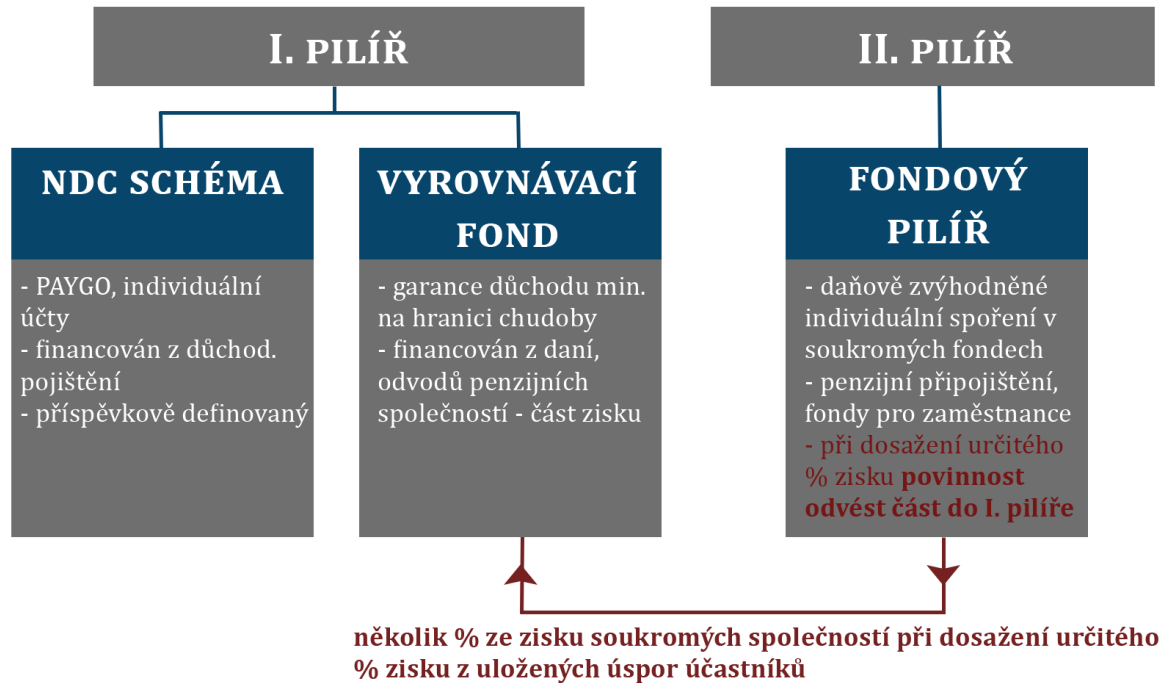 I. PILÍŘ
II. PILÍŘ
NDC SCHÉMA
- PAYGO, individuální
účty
- financován z důchod.
pojištění
- příspěvkově definovaný
VYROVNÁVACÍ
FOND
- garance důchodu min.
na hranici chudoby
- financován z daní,
odvodů penzijních
společností - část zisku
FONDOVÝ
PILÍŘ
- daňově zvýhodněné
individuální spoření v
soukromých fondech
- penzijní připojištění,
fondy pro zaměstnance
- při dosažení určitého
% zisku povinnost
odvést část do I. pilíře
několik % ze zisku soukromých společností při dosažení určitého
% zisku z uložených úspor účastníků